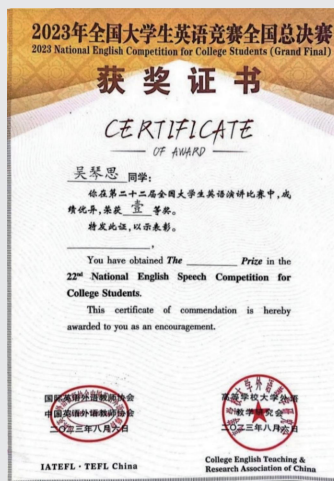 2023年全国大学生英语竞赛全国总决赛
2023 National English Competition for College Students (Grand Final)
获奖证书
CERTIFICATE
OF AWARD
吴琴思 同学：
你在第二十二届全国大学生英语演讲比赛中，成
绩优异，荣获 壹 等奖。
特发此证，以示表彰。
,
You have obtained The ________ Prize in the
22nd National English Speech Competition for
College Students.
This certificate of commendation is hereby
awarded to you as an encouragement.
国际英语外语教师协会
中国英语外语教师协会
二〇二三年八月六日
高等学校大学外语
教学研究会
二〇二三年八月六日
IATEFL · TEFL China
College English Teaching &
Research Association of China